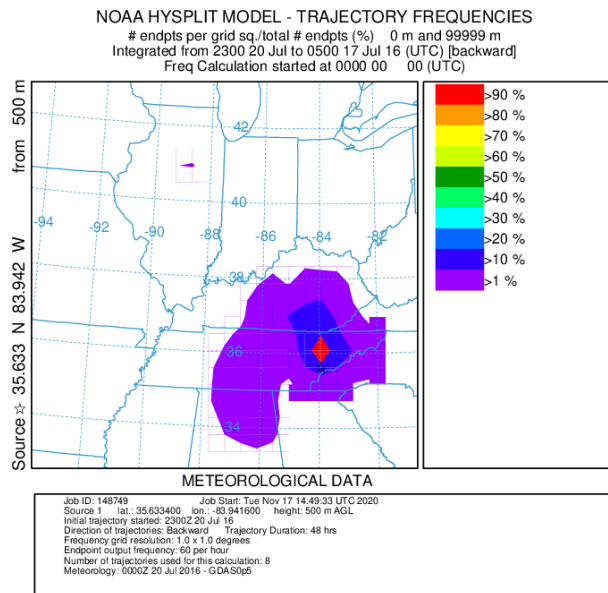 NOAA HYSPLIT MODEL - TRAJECTORY FREQUENCIES
# endpts per grid sq./total # endpts (%) 0 m and 99999 m
Integrated from 2300 20 Jul to 0500 17 Jul 16 (UTC) [backward]
Freq Calculation started at 0000 00 00 (UTC)
Source ☆ 35.633 N 83.942 W from 500 m
42
40
-94
-92
-90
-88
-86
-84
-82
38
36
34
>90 %
>80 %
>70 %
>60 %
>50 %
>40 %
>30 %
>20 %
>10 %
>1 %
METEOROLOGICAL DATA
Job ID: 148749 Job Start: Tue Nov 17 14:49:33 UTC 2020
Source 1 lat.: 35.633400 lon.: -83.941600 height: 500 m AGL
Initial trajectory started: 2300Z 20 Jul 16
Direction of trajectories: Backward Trajectory Duration: 48 hrs
Frequency grid resolution: 1.0 x 1.0 degrees
Endpoint output frequency: 60 per hour
Number of trajectories used for this calculation: 8
Meteorology: 0000Z 20 Jul 2016 - GDAS0p5